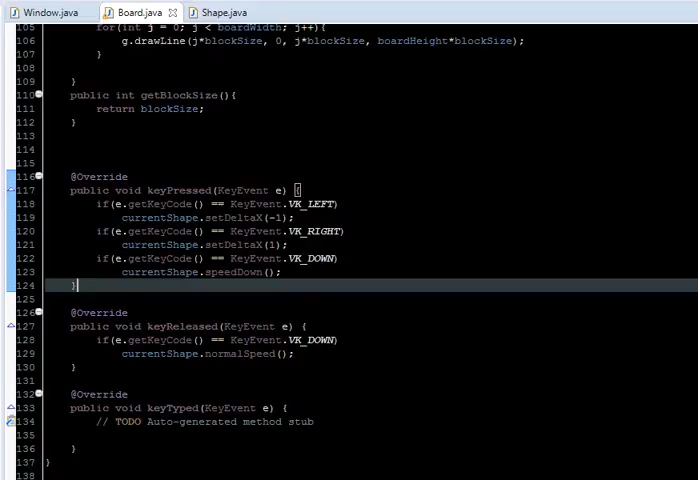 Window.java Board.java Shape.java
105 for(int j = 0; j < boardWidth; j++){
106 g.drawLine(j*blockSize, 0, j*blockSize, boardHeight*blockSize);
107 }
108
109 }
110 public int getBlockSize(){
111 return blockSize;
112 }
113
114
115
116 @Override
117 public void keyPressed(KeyEvent e) {
118 if(e.getKeyCode() == KeyEvent.VK_LEFT)
119 currentShape.setDeltaX(-1);
120 if(e.getKeyCode() == KeyEvent.VK_RIGHT)
121 currentShape.setDeltaX(1);
122 if(e.getKeyCode() == KeyEvent.VK_DOWN)
123 currentShape.speedDown();
124 }
125
126 @Override
127 public void keyReleased(KeyEvent e) {
128 if(e.getKeyCode() == KeyEvent.VK_DOWN)
129 currentShape.normalSpeed();
130 }
131
132 @Override
133 public void keyTyped(KeyEvent e) {
134 // TODO Auto-generated method stub
135
136 }
137 }
138